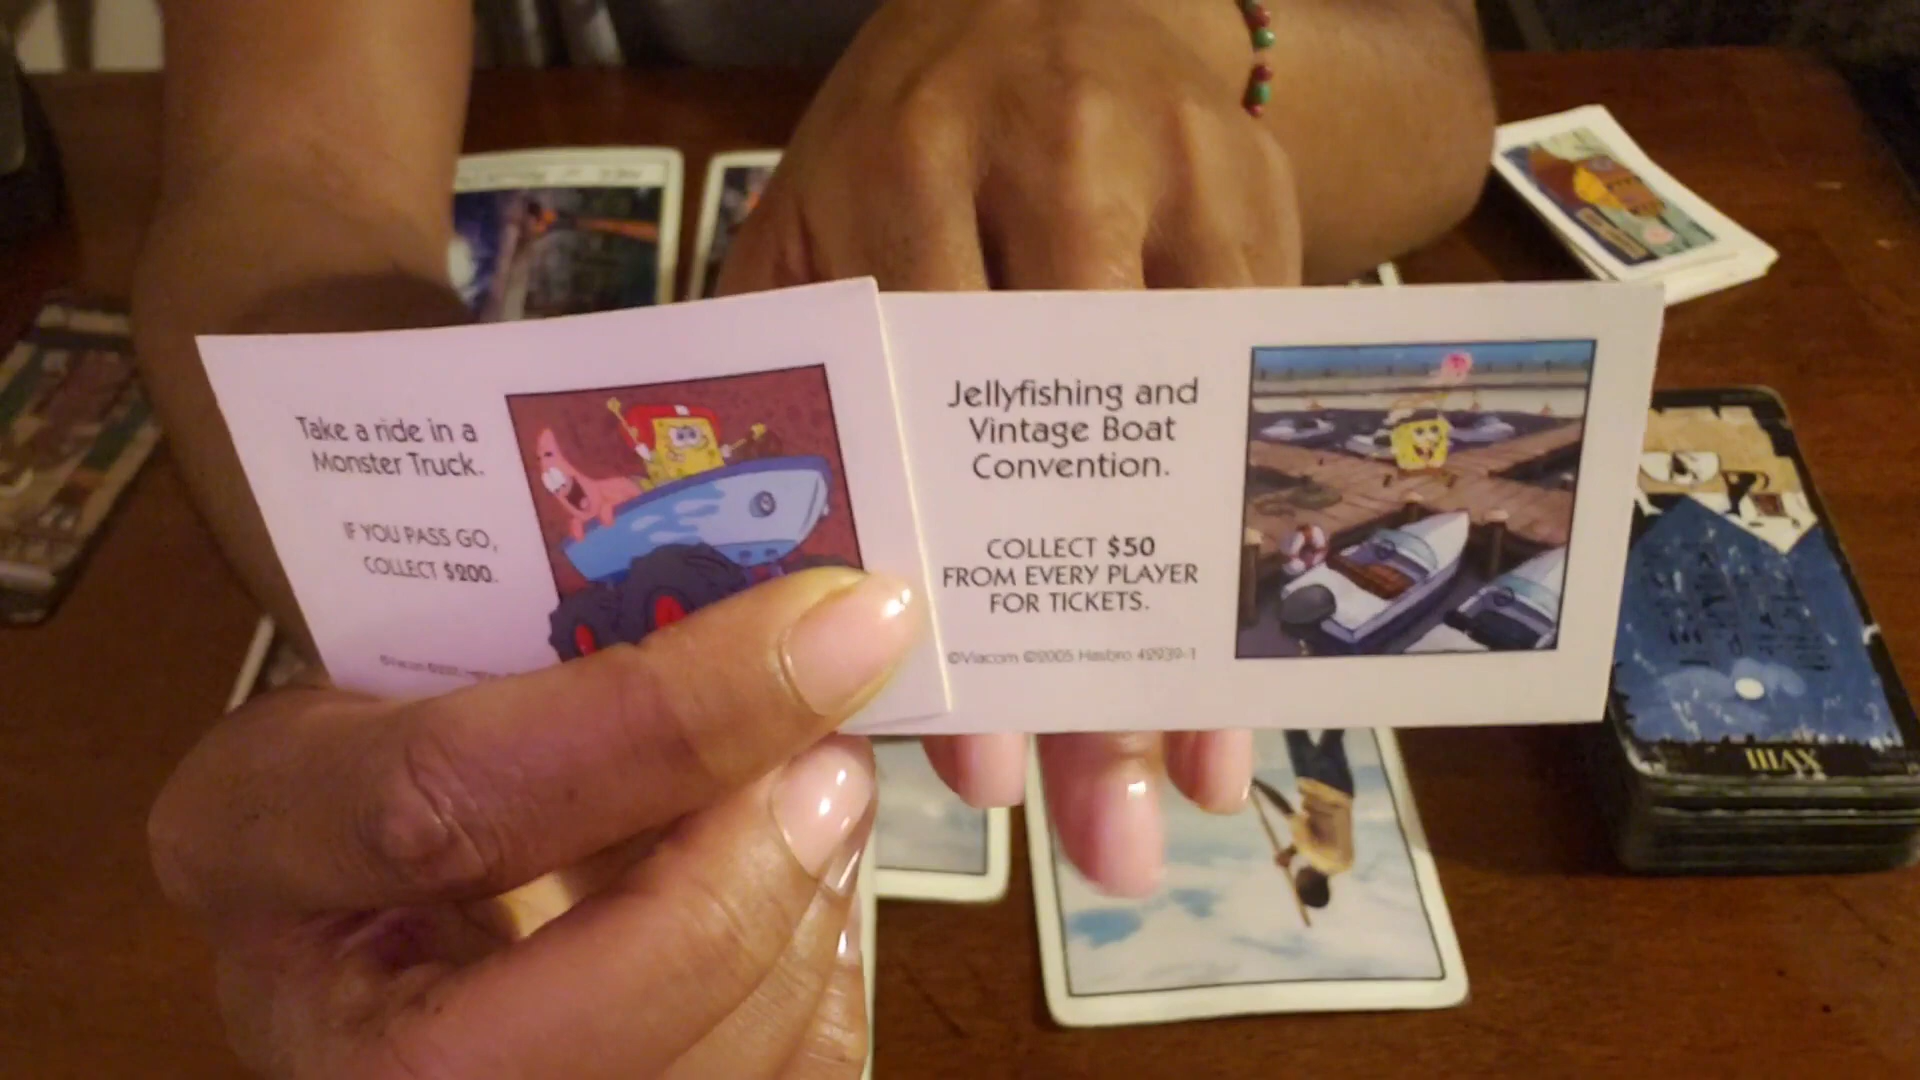 Take a ride in a
Monster Truck.
IF YOU PASS GO,
COLLECT $200.
Jellyfishing and
Vintage Boat
Convention.
COLLECT $50
FROM EVERY PLAYER
FOR TICKETS.
©Viacom ©2005 Hasbro 42939-1
XVIII